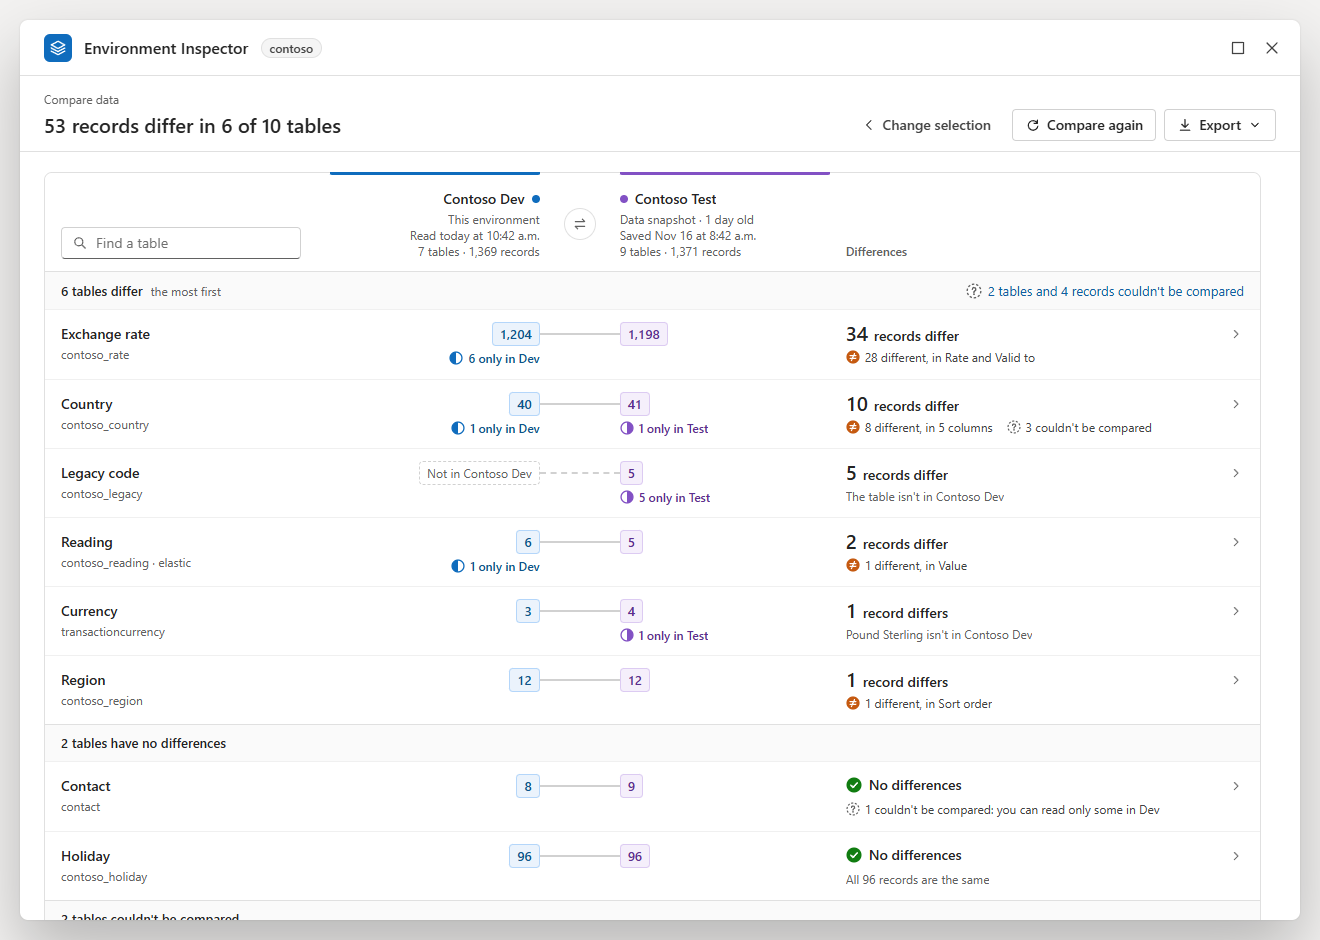 Environment Inspector
contoso
Compare data
53 records differ in 6 of 10 tables
Change selection
Compare again
Export
Find a table
Contoso Dev
This environment
Read today at 10:42 a.m.
7 tables · 1,369 records
Contoso Test
Data snapshot · 1 day old
Saved Nov 16 at 8:42 a.m.
9 tables · 1,371 records
Differences
6 tables differ the most first
2 tables and 4 records couldn't be compared
Exchange rate
contoso_rate
1,204
6 only in Dev
1,198
34 records differ
28 different, in Rate and Valid to
Country
contoso_country
40
1 only in Dev
41
1 only in Test
10 records differ
8 different, in 5 columns
3 couldn't be compared
Legacy code
contoso_legacy
Not in Contoso Dev
5
5 only in Test
5 records differ
The table isn't in Contoso Dev
Reading
contoso_reading · elastic
6
1 only in Dev
5
2 records differ
1 different, in Value
Currency
transactioncurrency
3
4
1 only in Test
1 record differs
Pound Sterling isn't in Contoso Dev
Region
contoso_region
12
12
1 record differs
1 different, in Sort order
2 tables have no differences
Contact
contact
8
9
No differences
1 couldn't be compared: you can read only some in Dev
Holiday
contoso_holiday
96
96
No differences
All 96 records are the same
2 tables couldn't be compared